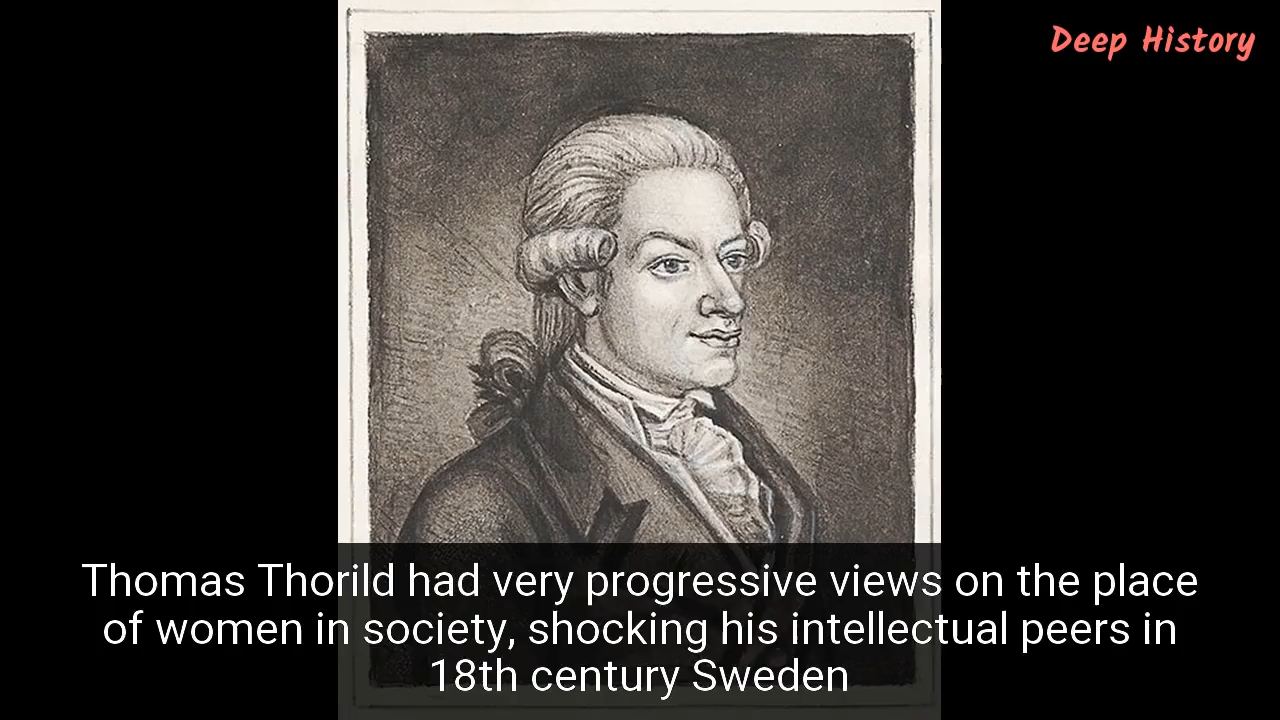 Deep History
Thomas Thorild had very progressive views on the place
of women in society, shocking his intellectual peers in
18th century Sweden